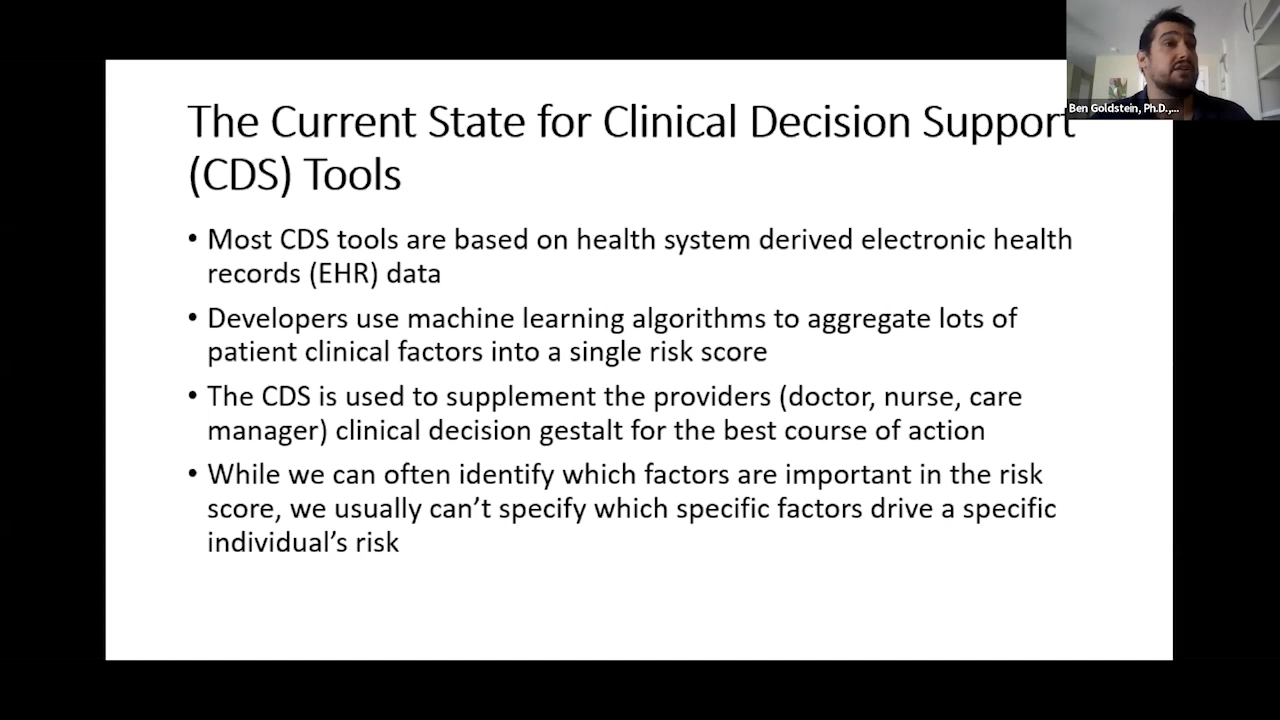 The Current State for Clinical Decision Support
(CDS) Tools
• Most CDS tools are based on health system derived electronic health
records (EHR) data
• Developers use machine learning algorithms to aggregate lots of
patient clinical factors into a single risk score
• The CDS is used to supplement the providers (doctor, nurse, care
manager) clinical decision gestalt for the best course of action
• While we can often identify which factors are important in the risk
score, we usually can’t specify which specific factors drive a specific
individual’s risk
Ben Goldstein, Ph.D.,...